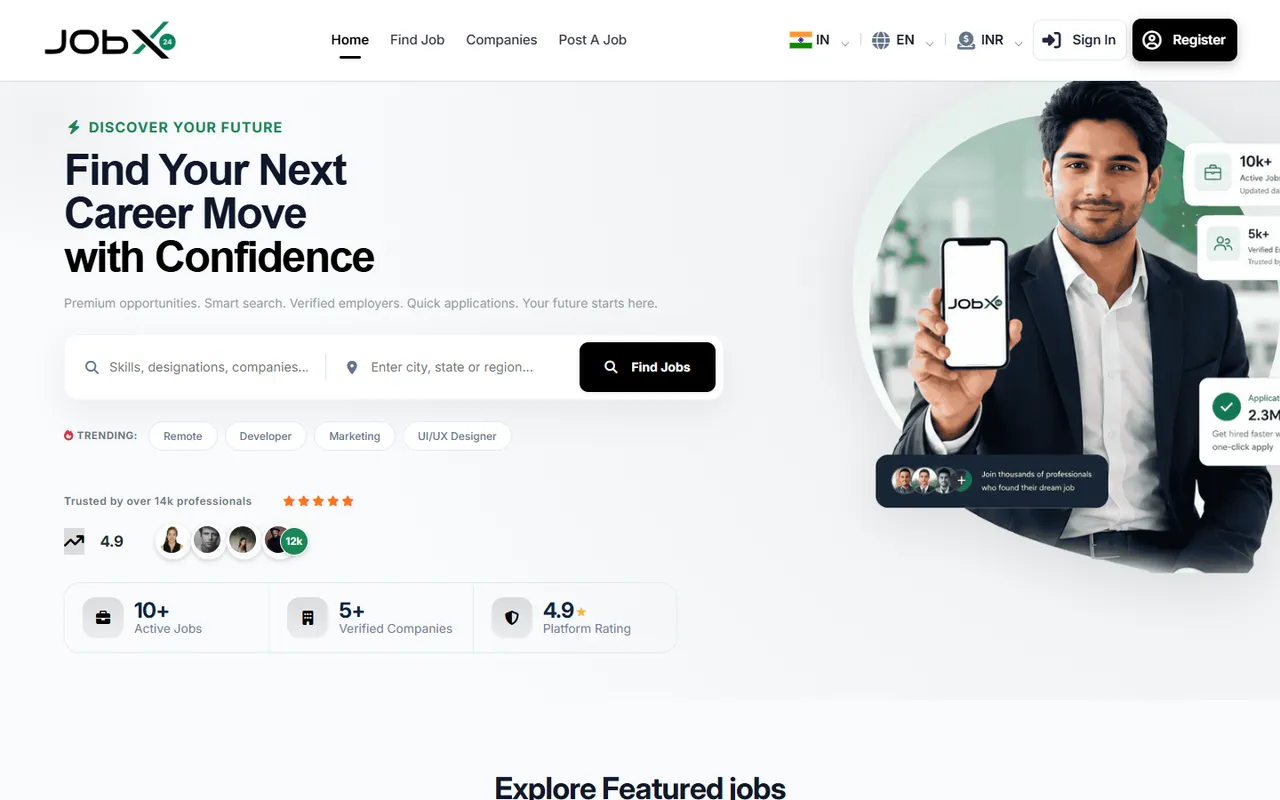 JOBX 24
Home
Find Job
Companies
Post A Job
IN
EN
INR
Sign In
Register
DISCOVER YOUR FUTURE
Find Your Next
Career Move
with Confidence
Premium opportunities. Smart search. Verified employers. Quick applications. Your future starts here.
Skills, designations, companies...
Enter city, state or region...
Find Jobs
TRENDING:
Remote
Developer
Marketing
UI/UX Designer
Trusted by over 14k professionals
4.9
12k
10+
Active Jobs
5+
Verified Companies
4.9
Platform Rating
JOBX
10k+
Active Jobs
Updated da
5k+
Verified E
Trusted by
Applicat
2.3M
Get hired faster w
one-click apply
Join thousands of professionals
who found their dream job
Explore Featured jobs